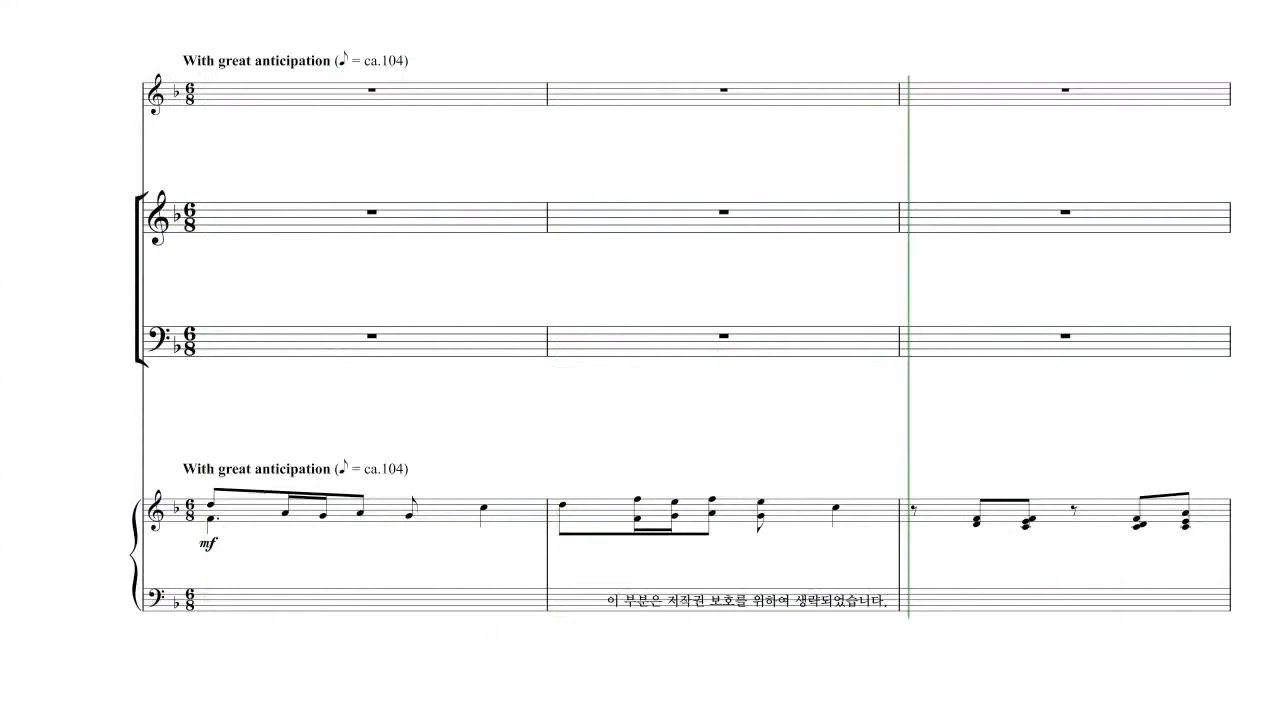 With great anticipation (♪ = ca.104)
With great anticipation (♪ = ca.104)
mf
이 부분은 저작권 보호를 위하여 생략되었습니다.